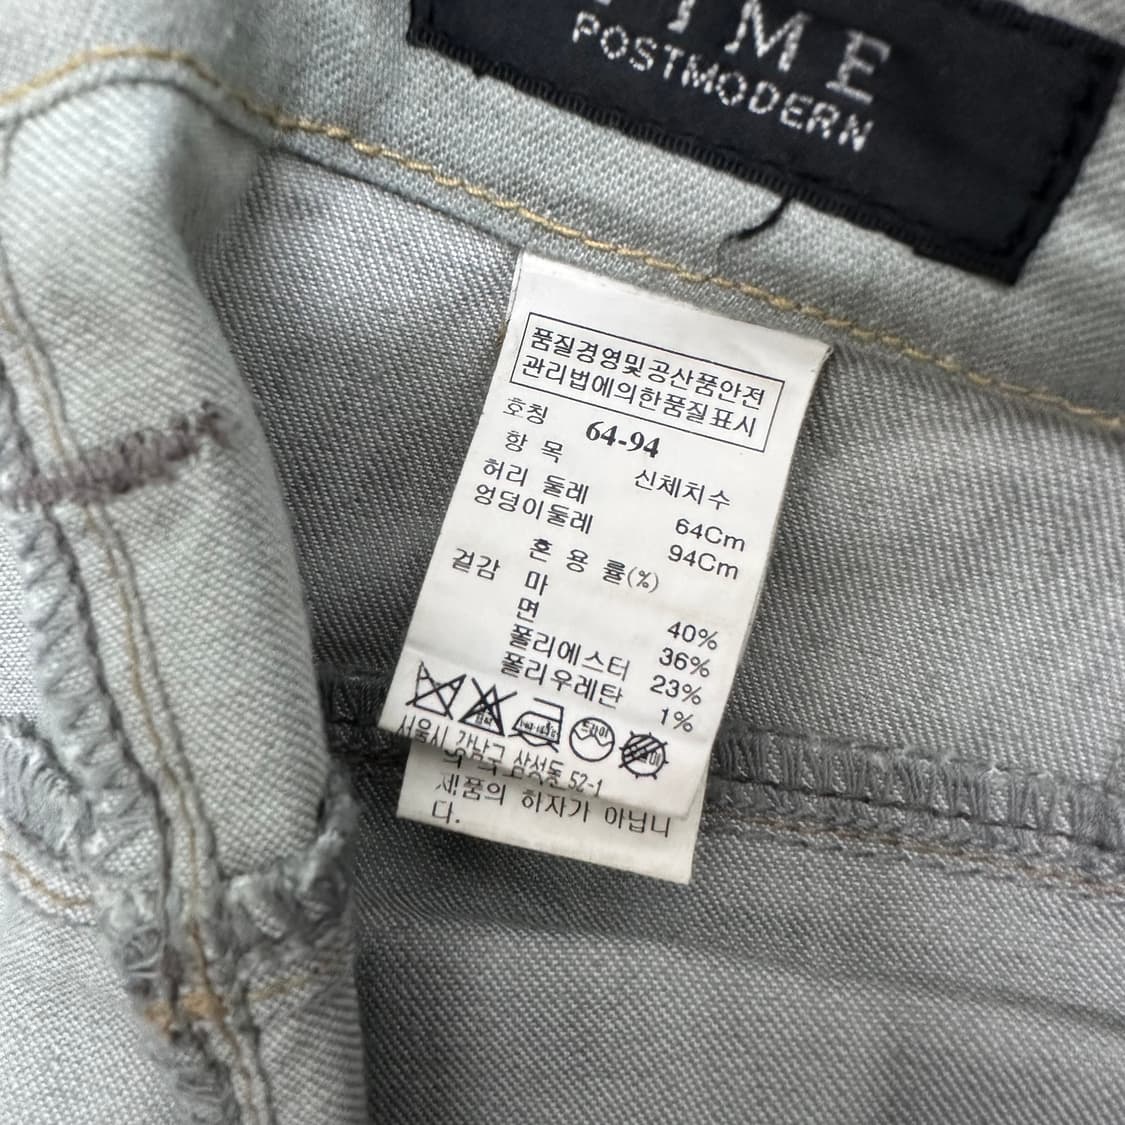 IME
POSTMODERN
품질경영및공산품안전
관리법에의한품질표시
호칭 64-94
항 목 신체치수
허리 둘레 64Cm
엉덩이둘레 94Cm
혼 용 률(%)
겉감 마 40%
면 36%
폴리에스터 23%
폴리우레탄 1%
드라이
서울시 강남구 삼성동 52-1
제품의 하자가 아닙니
다.